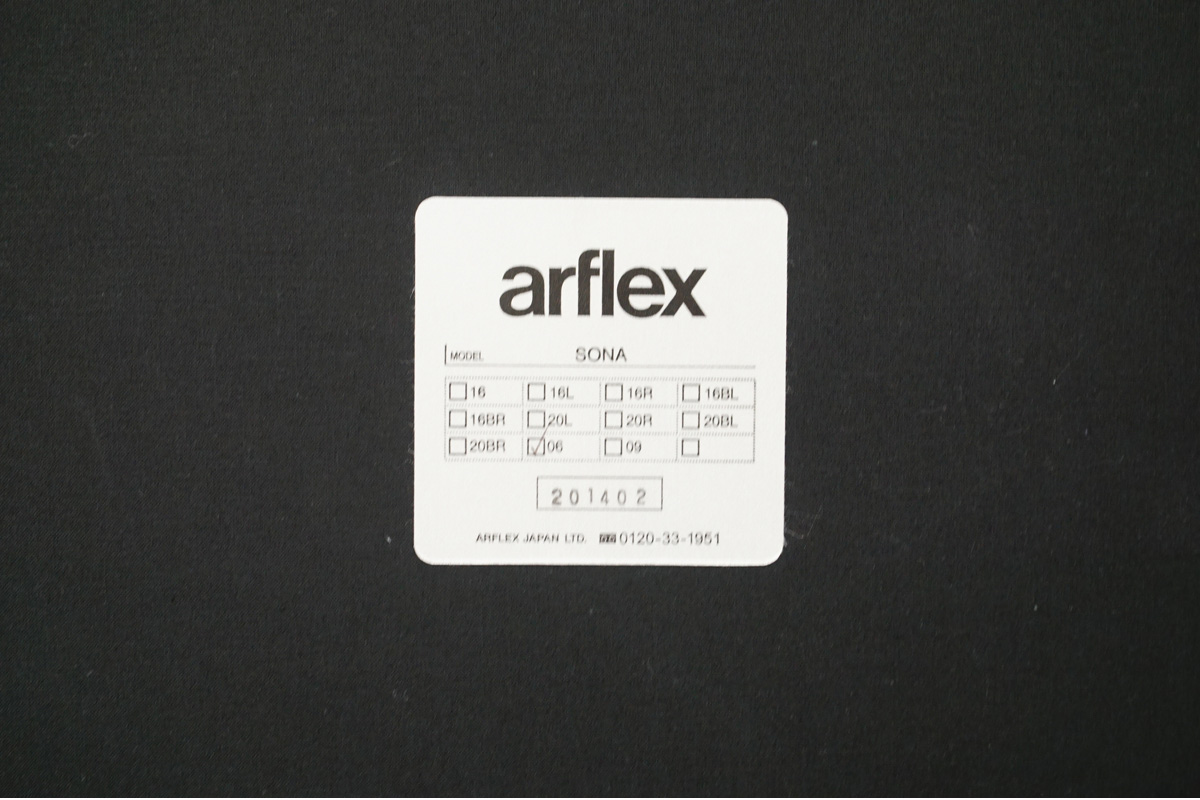 arflex
MODEL SONA
16 16L 16R 16BL
16BR 20L 20R 20BL
20BR 06 09
201402
ARFLEX JAPAN LTD. 0120-33-1951